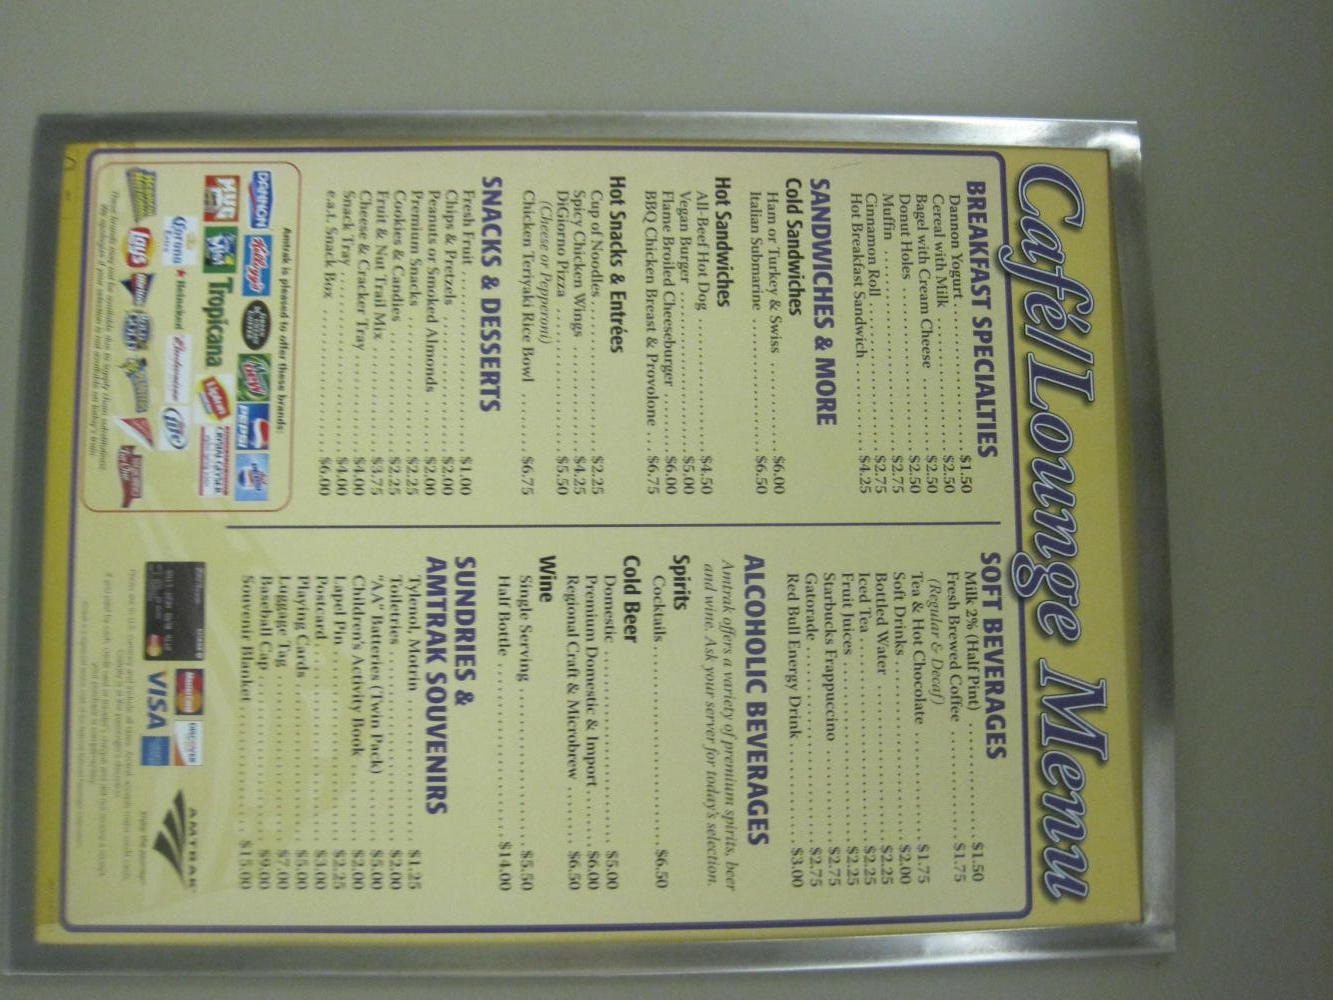 Café/Lounge Menu
BREAKFAST SPECIALTIES
Dannon Yogurt $1.50
Cereal with Milk $2.50
Bagel with Cream Cheese $2.50
Donut Holes $2.50
Muffin $2.75
Cinnamon Roll $2.75
Hot Breakfast Sandwich $4.25
SANDWICHES & MORE
Cold Sandwiches
Ham or Turkey & Swiss $6.00
Italian Submarine $6.50
Hot Sandwiches
All-Beef Hot Dog $4.50
Vegan Burger $5.00
Flame Broiled Cheeseburger $6.00
BBQ Chicken Breast & Provolone $6.75
Hot Snacks & Entrées
Cup of Noodles $2.25
Spicy Chicken Wings $4.25
DiGiorno Pizza $5.50
(Cheese or Pepperoni)
Chicken Teriyaki Rice Bowl $6.75
SNACKS & DESSERTS
Fresh Fruit $1.00
Chips & Pretzels $2.00
Peanuts or Smoked Almonds $2.00
Premium Snacks $2.25
Cookies & Candies $2.25
Fruit & Nut Trail Mix $3.75
Cheese & Cracker Tray $4.00
Snack Tray $4.00
e.a.t. Snack Box $6.00
Amtrak is pleased to offer these brands:
DANNON Kellogg's PEPSI
MUG Tropicana Lipton CRYSTAL GEYSER
Corona Extra Heineken Budweiser Lite
Lay's
SOFT BEVERAGES
Milk 2% (Half Pint) $1.50
Fresh Brewed Coffee $1.75
(Regular & Decaf)
Tea & Hot Chocolate $1.75
Soft Drinks $2.00
Bottled Water $2.25
Iced Tea $2.25
Fruit Juices $2.25
Starbucks Frappuccino $2.75
Gatorade $2.75
Red Bull Energy Drink $3.00
ALCOHOLIC BEVERAGES
Amtrak offers a variety of premium spirits, beer
and wine. Ask your server for today's selection.
Spirits
Cocktails $6.50
Cold Beer
Domestic $5.00
Premium Domestic & Import $6.00
Regional Craft & Microbrew $6.50
Wine
Single Serving $5.50
Half Bottle $14.00
SUNDRIES &
AMTRAK SOUVENIRS
Tylenol, Motrin $1.25
Toiletries $2.00
"AA" Batteries (Twin Pack) $5.00
Children's Activity Book $2.00
Lapel Pin $2.25
Postcard $3.00
Playing Cards $5.00
Luggage Tag $7.00
Baseball Cap $9.00
Souvenir Blanket $15.00
MasterCard DISCOVER
VISA
AMTRAK